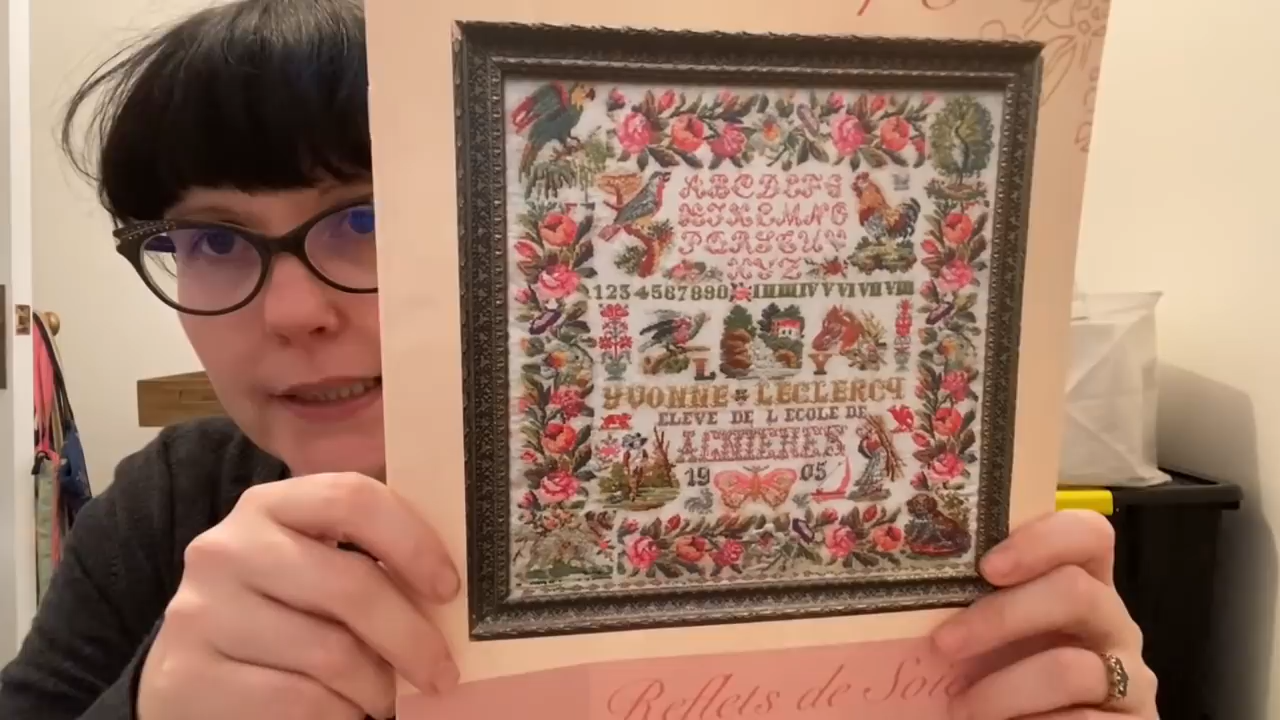 ABCDEFG
HIJKLMNO
PQRSTUV
XYZ
1234567890 I II III IV V VI VII VIII
L Y
YVONNE LECLERCQ
ELEVE DE L ECOLE DE
19 05
Reflets de Soie